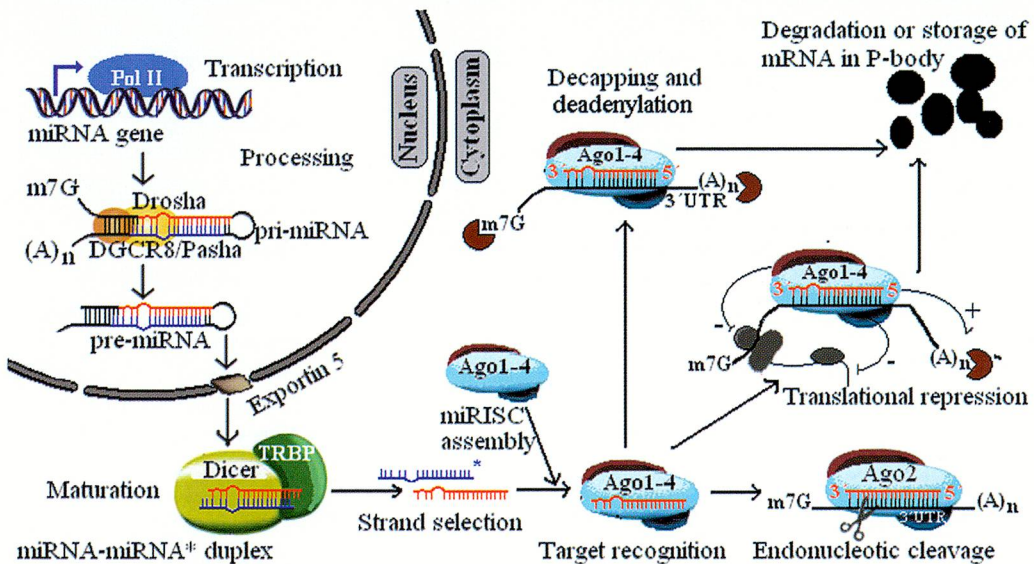 Pol II
Transcription
miRNA gene
Processing
m7G
Drosha
pri-miRNA
(A)n
DGCR8/Pasha
pre-miRNA
Exportin 5
Nucleus
Cytoplasm
Decapping and
deadenylation
Ago1-4
3´ 5´
(A)n
3´UTR
m7G
Degradation or storage of
mRNA in P-body
Ago1-4
3´ 5´
+
-
-
m7G
(A)n
-
Translational repression
Ago1-4
miRISC
assembly
TRBP
Dicer
Maturation
miRNA-miRNA* duplex
*
Strand selection
Ago1-4
Target recognition
Ago2
3´ 5´
m7G
(A)n
3´UTR
Endonucleotic cleavage